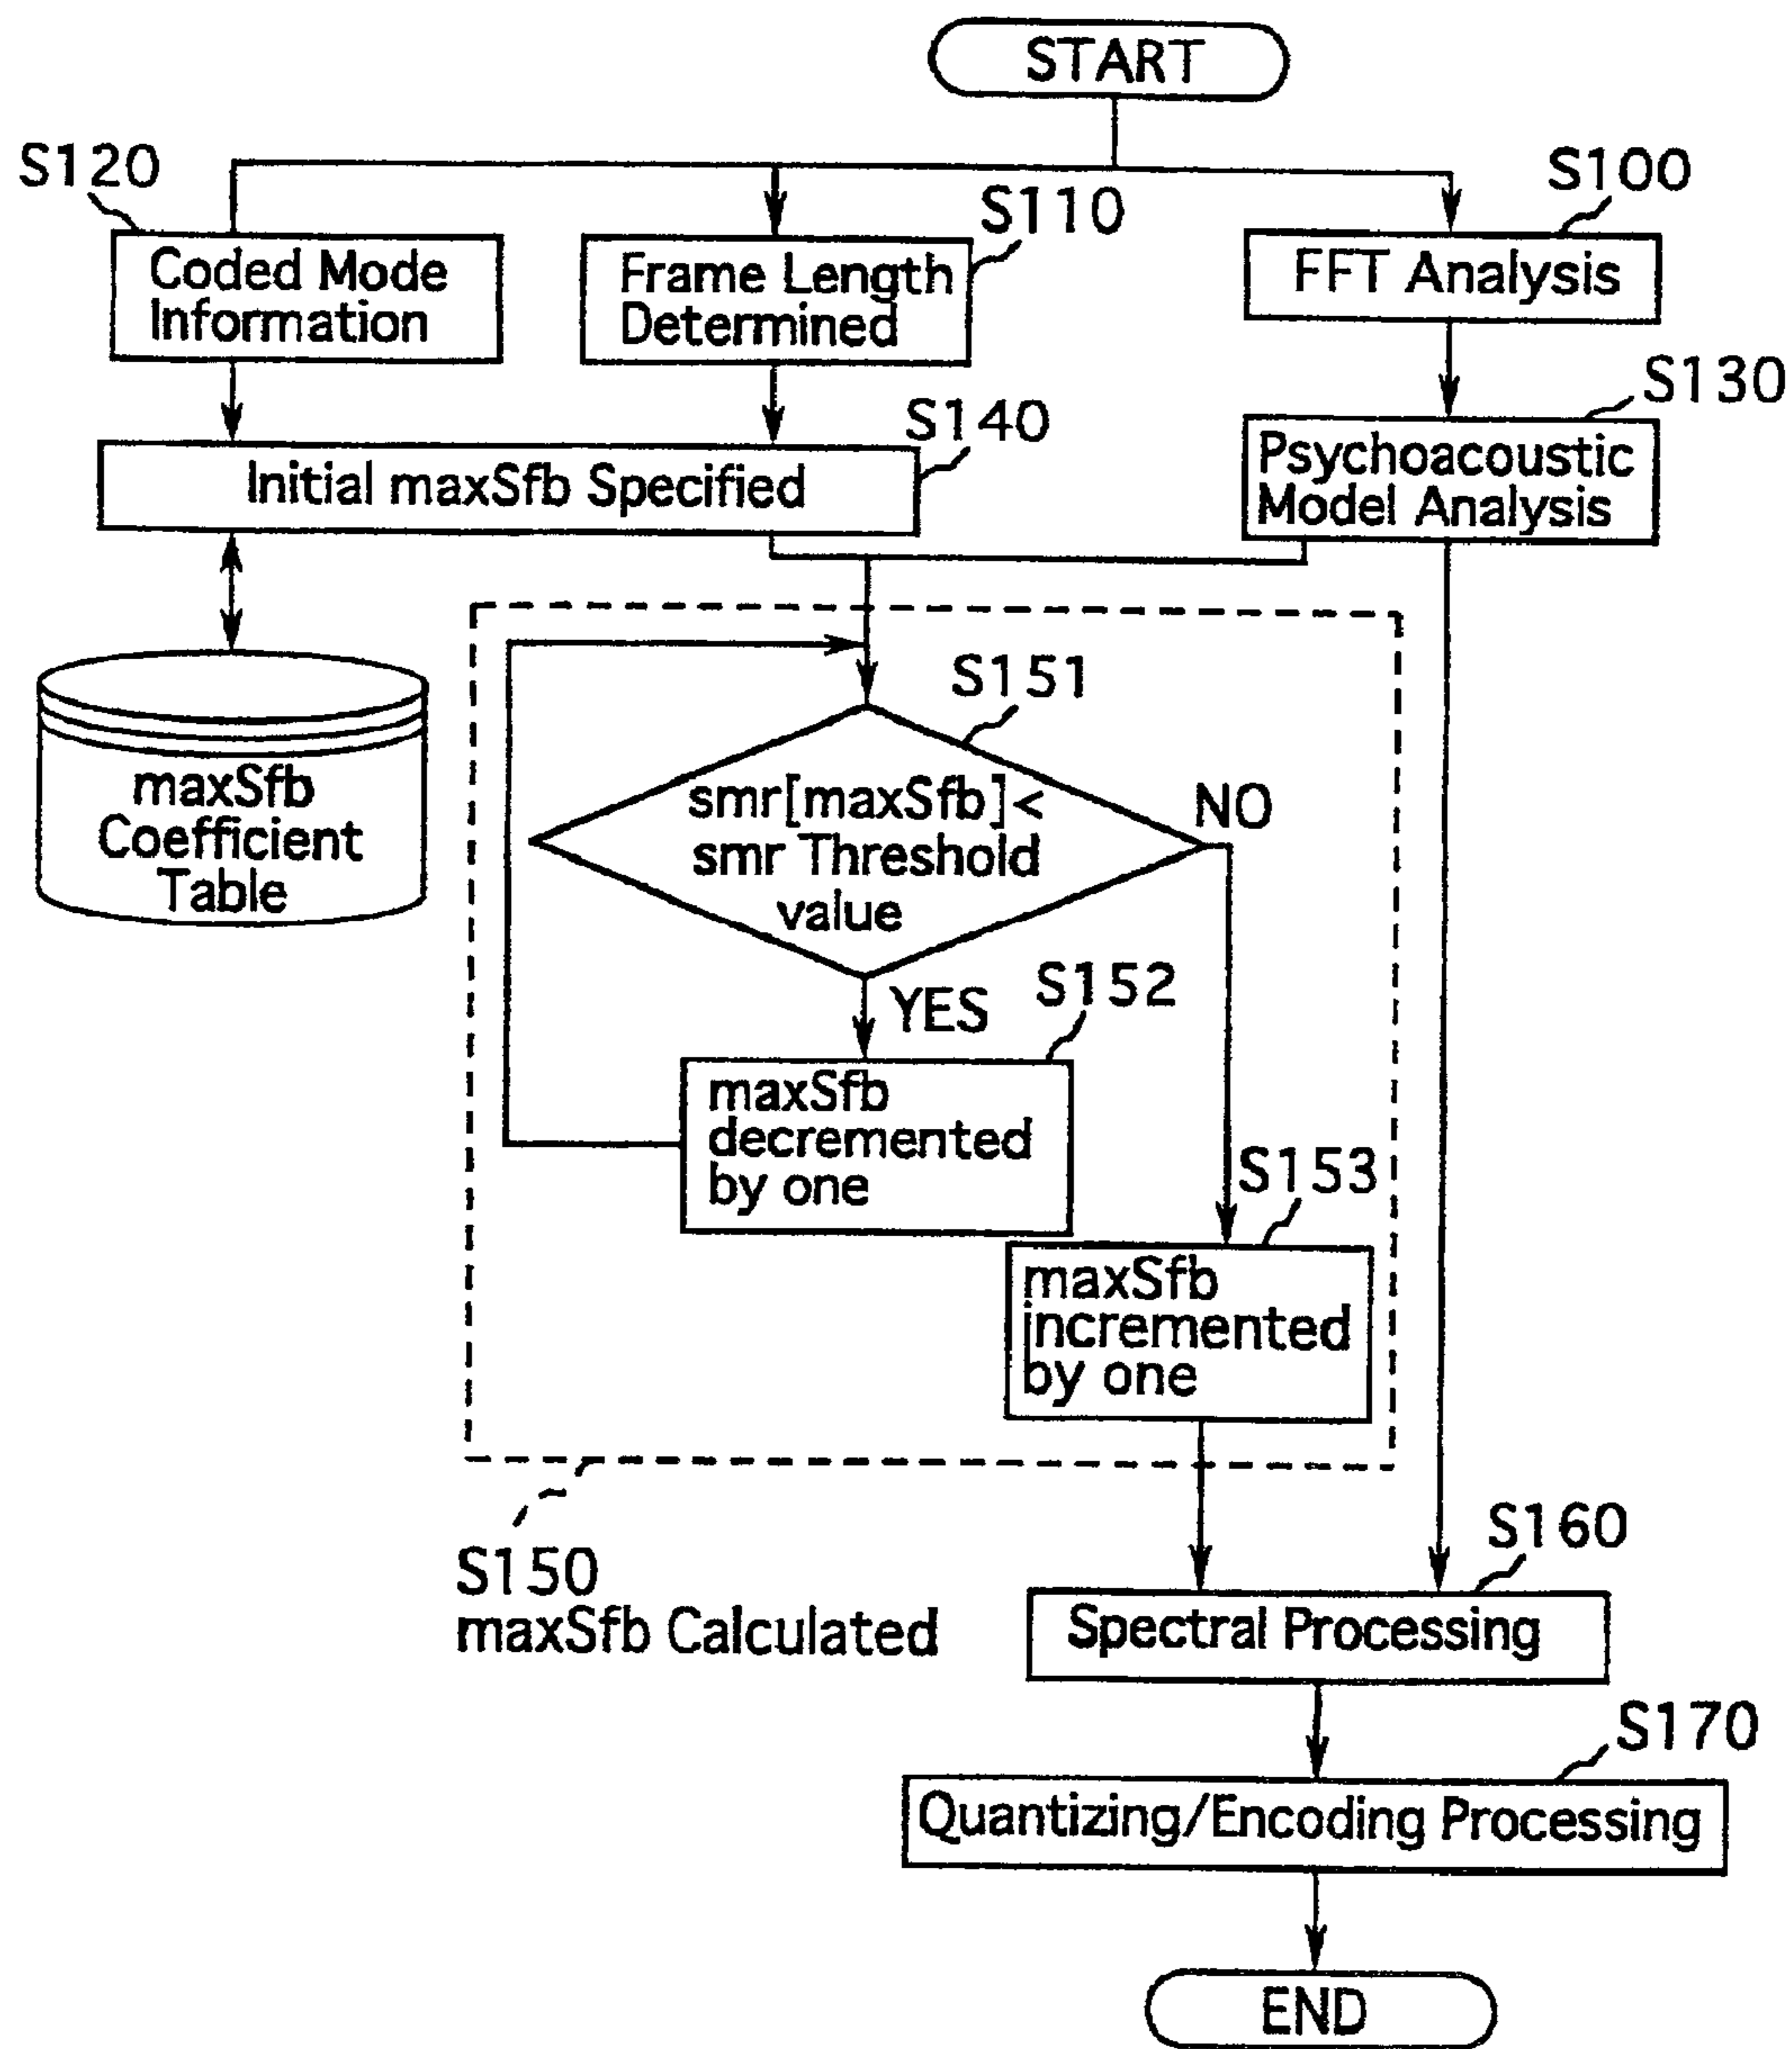 START
S120
S110
S100
Coded Mode
Information
Frame Length
Determined
FFT Analysis
S140
S130
Initial maxSfb Specified
Psychoacoustic
Model Analysis
maxSfb
Coefficient
Table
S151
smr[maxSfb]<
smr Threshold
value
NO
YES
S152
maxSfb
decremented
by one
S153
maxSfb
incremented
by one
S150
maxSfb Calculated
S160
Spectral Processing
S170
Quantizing/Encoding Processing
END